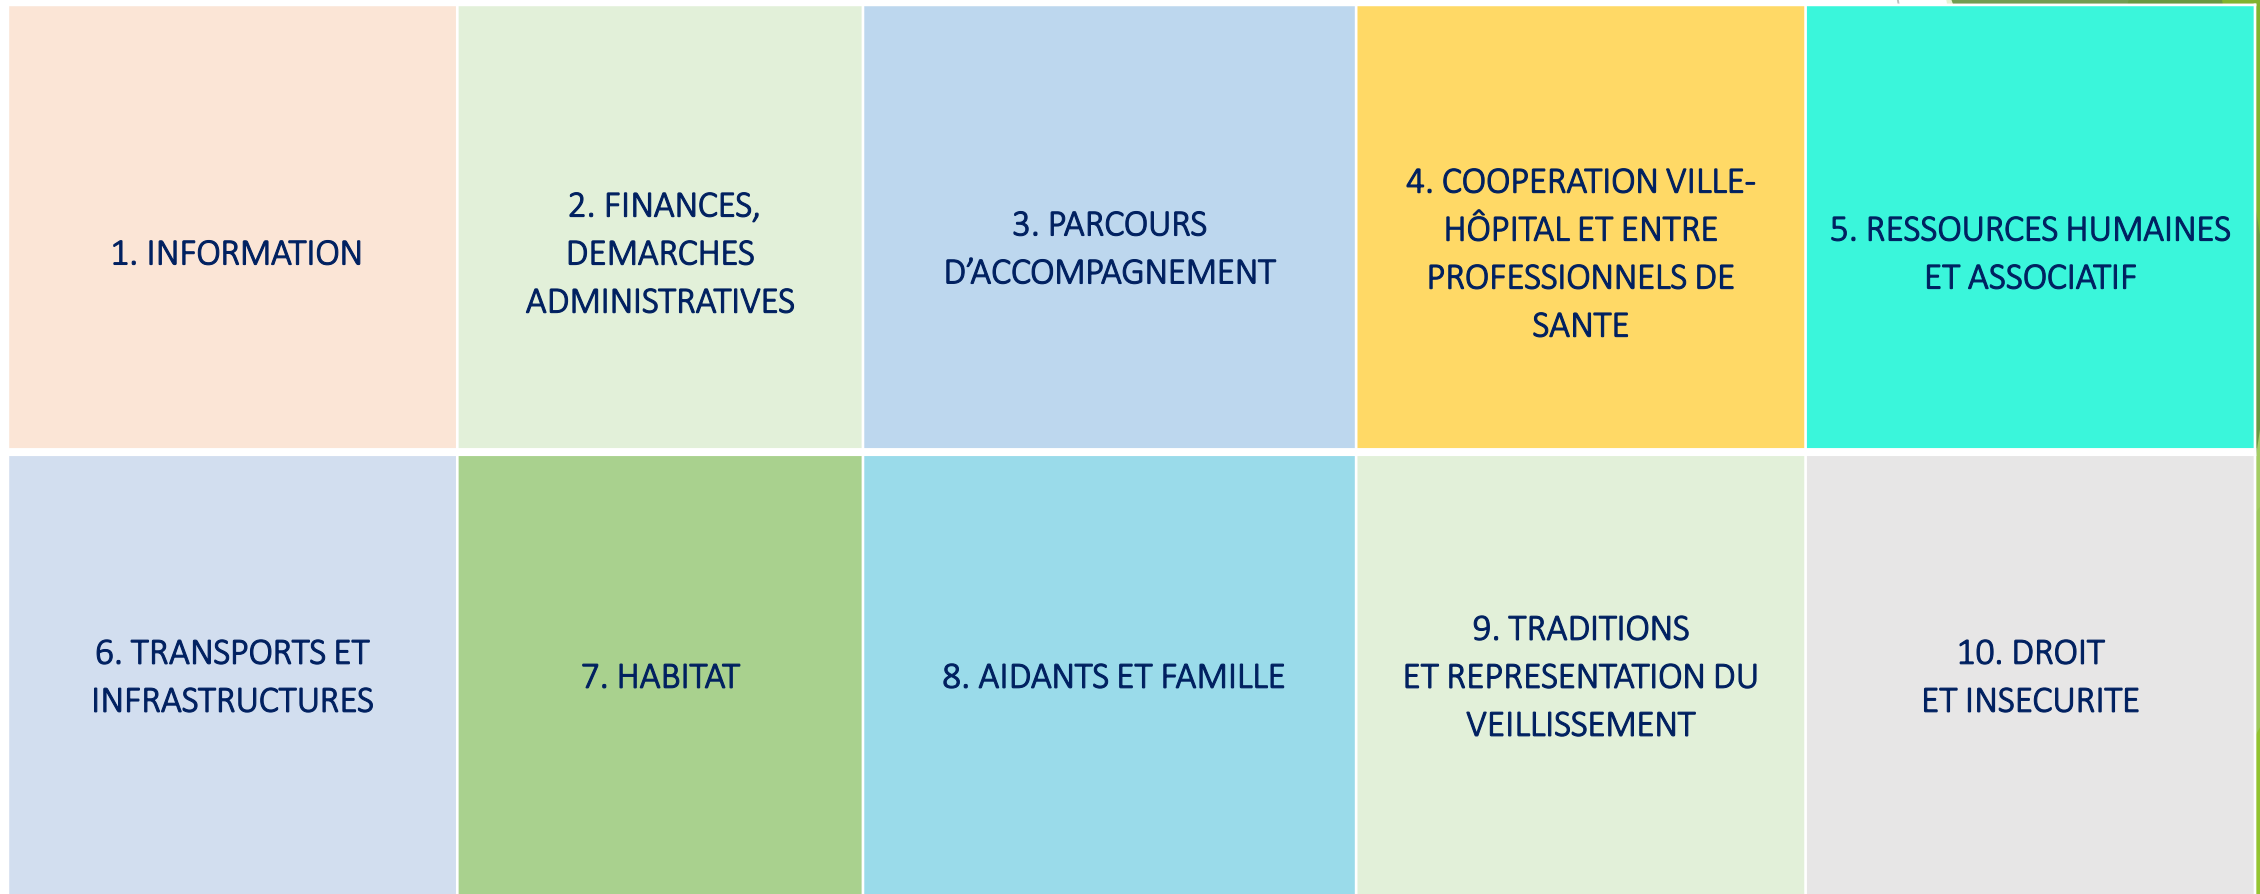 1. INFORMATION
2. FINANCES,
DEMARCHES
ADMINISTRATIVES
3. PARCOURS
D’ACCOMPAGNEMENT
4. COOPERATION VILLE-
HÔPITAL ET ENTRE
PROFESSIONNELS DE
SANTE
5. RESSOURCES HUMAINES
ET ASSOCIATIF
6. TRANSPORTS ET
INFRASTRUCTURES
7. HABITAT
8. AIDANTS ET FAMILLE
9. TRADITIONS
ET REPRESENTATION DU
VEILLISSEMENT
10. DROIT
ET INSECURITE